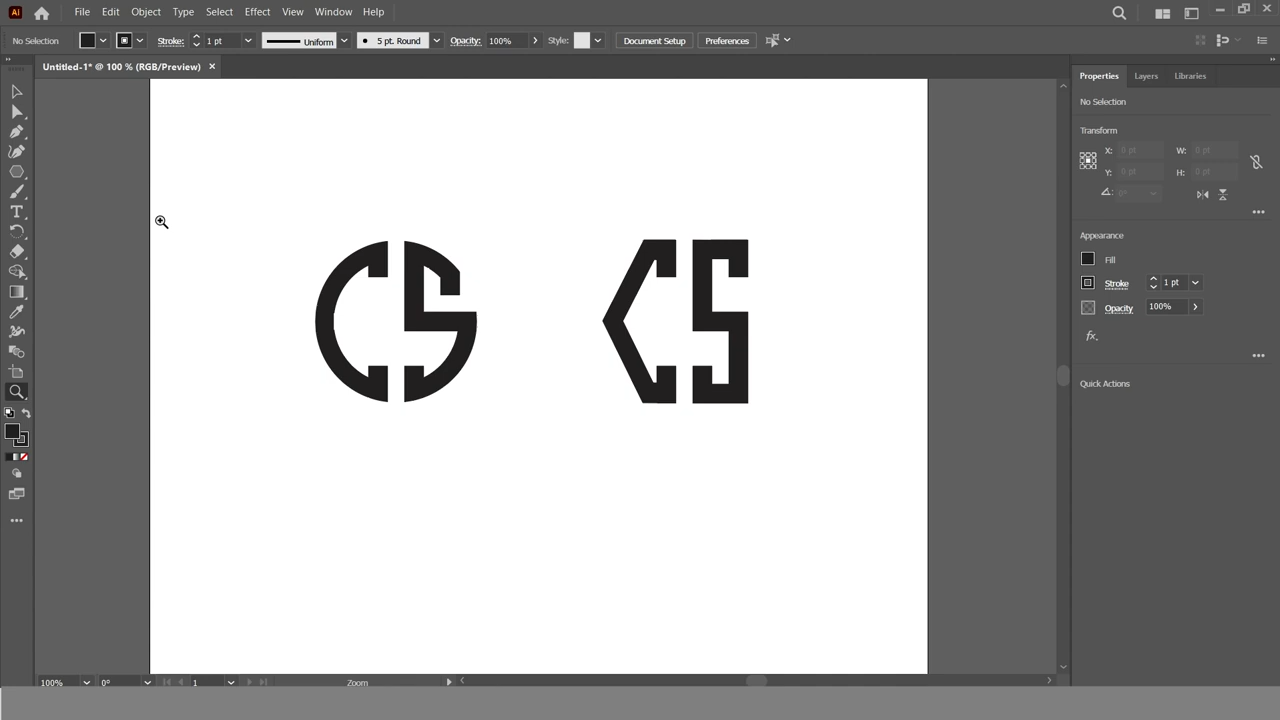 Ai File Edit Object Type Select Effect View Window Help
No Selection Stroke: 1 pt Uniform 5 pt. Round Opacity: 100% Style: Document Setup Preferences
Untitled-1* @ 100 % (RGB/Preview) ×
Properties Layers Libraries
No Selection
Transform
X: 0 pt W: 0 pt
Y: 0 pt H: 0 pt
0°
Appearance
Fill
Stroke 1 pt
Opacity 100%
fx.
Quick Actions
CS CS
100% 0° 1 Zoom